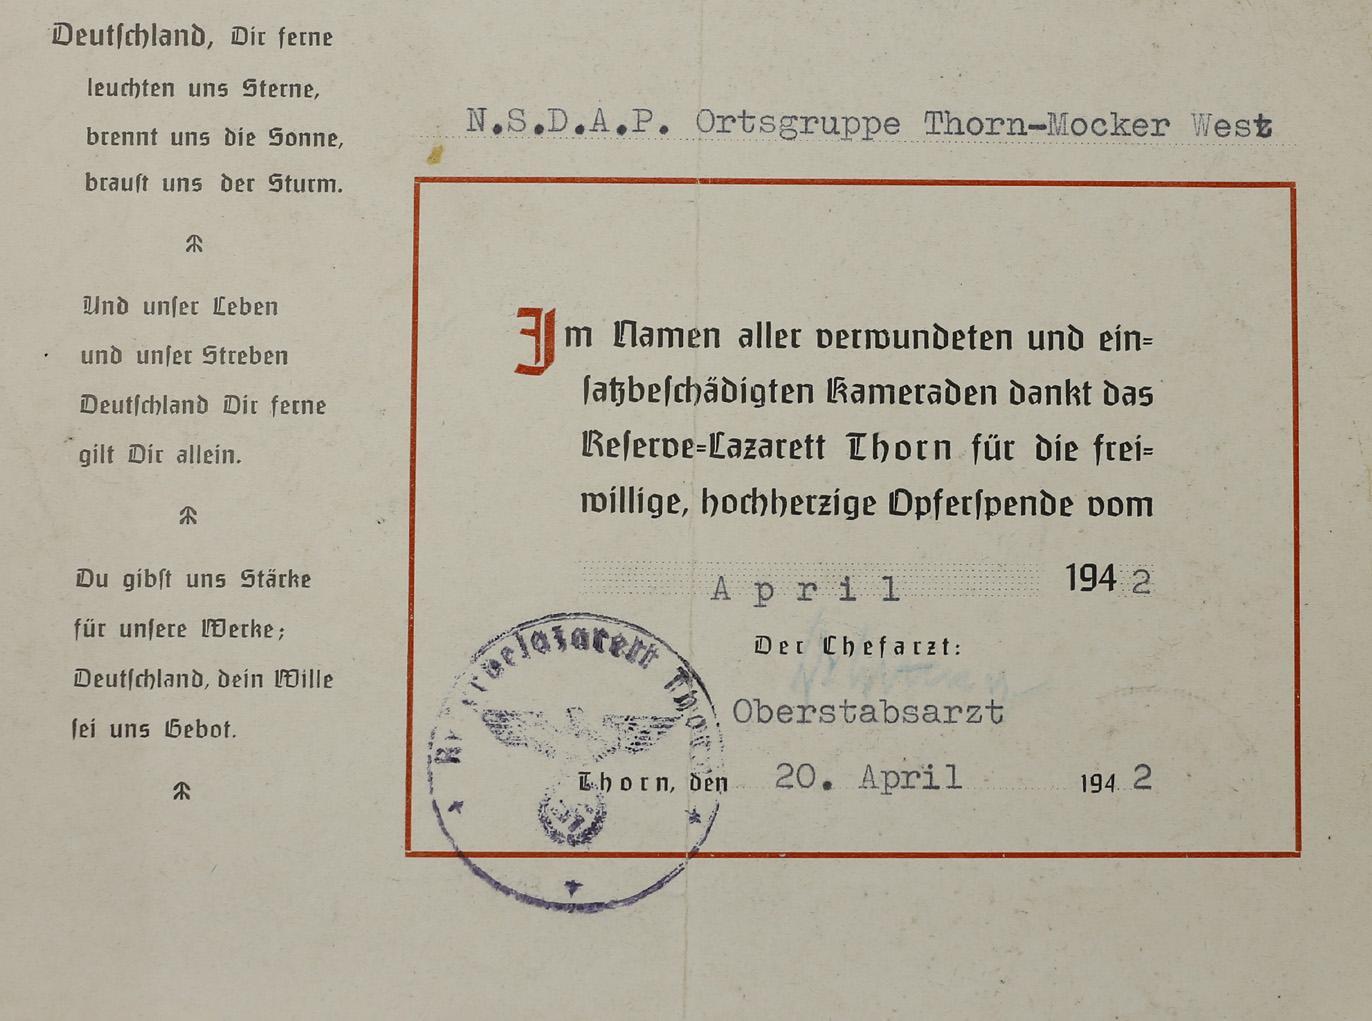 Deutſchland, Dir ferne
leuchten uns Sterne,
brennt uns die Sonne,
brauſt uns der Sturm.
Und unſer Leben
und unſer Streben
Deutſchland Dir ferne
gilt Dir allein.
Du gibſt uns Stärke
für unſere Werke;
Deutſchland, dein Wille
ſei uns Gebot.
N.S.D.A.P. Ortsgruppe Thorn-Mocker West
Im Namen aller verwundeten und ein=
ſatzbeſchädigten Kameraden dankt das
Reſerve=Lazarett Thorn für die frei=
willige, hochherzige Opferſpende vom
April 1942
Der Chefarzt:
Oberstabsarzt
Thorn, den 20. April 1942
Reservelazarett Thorn